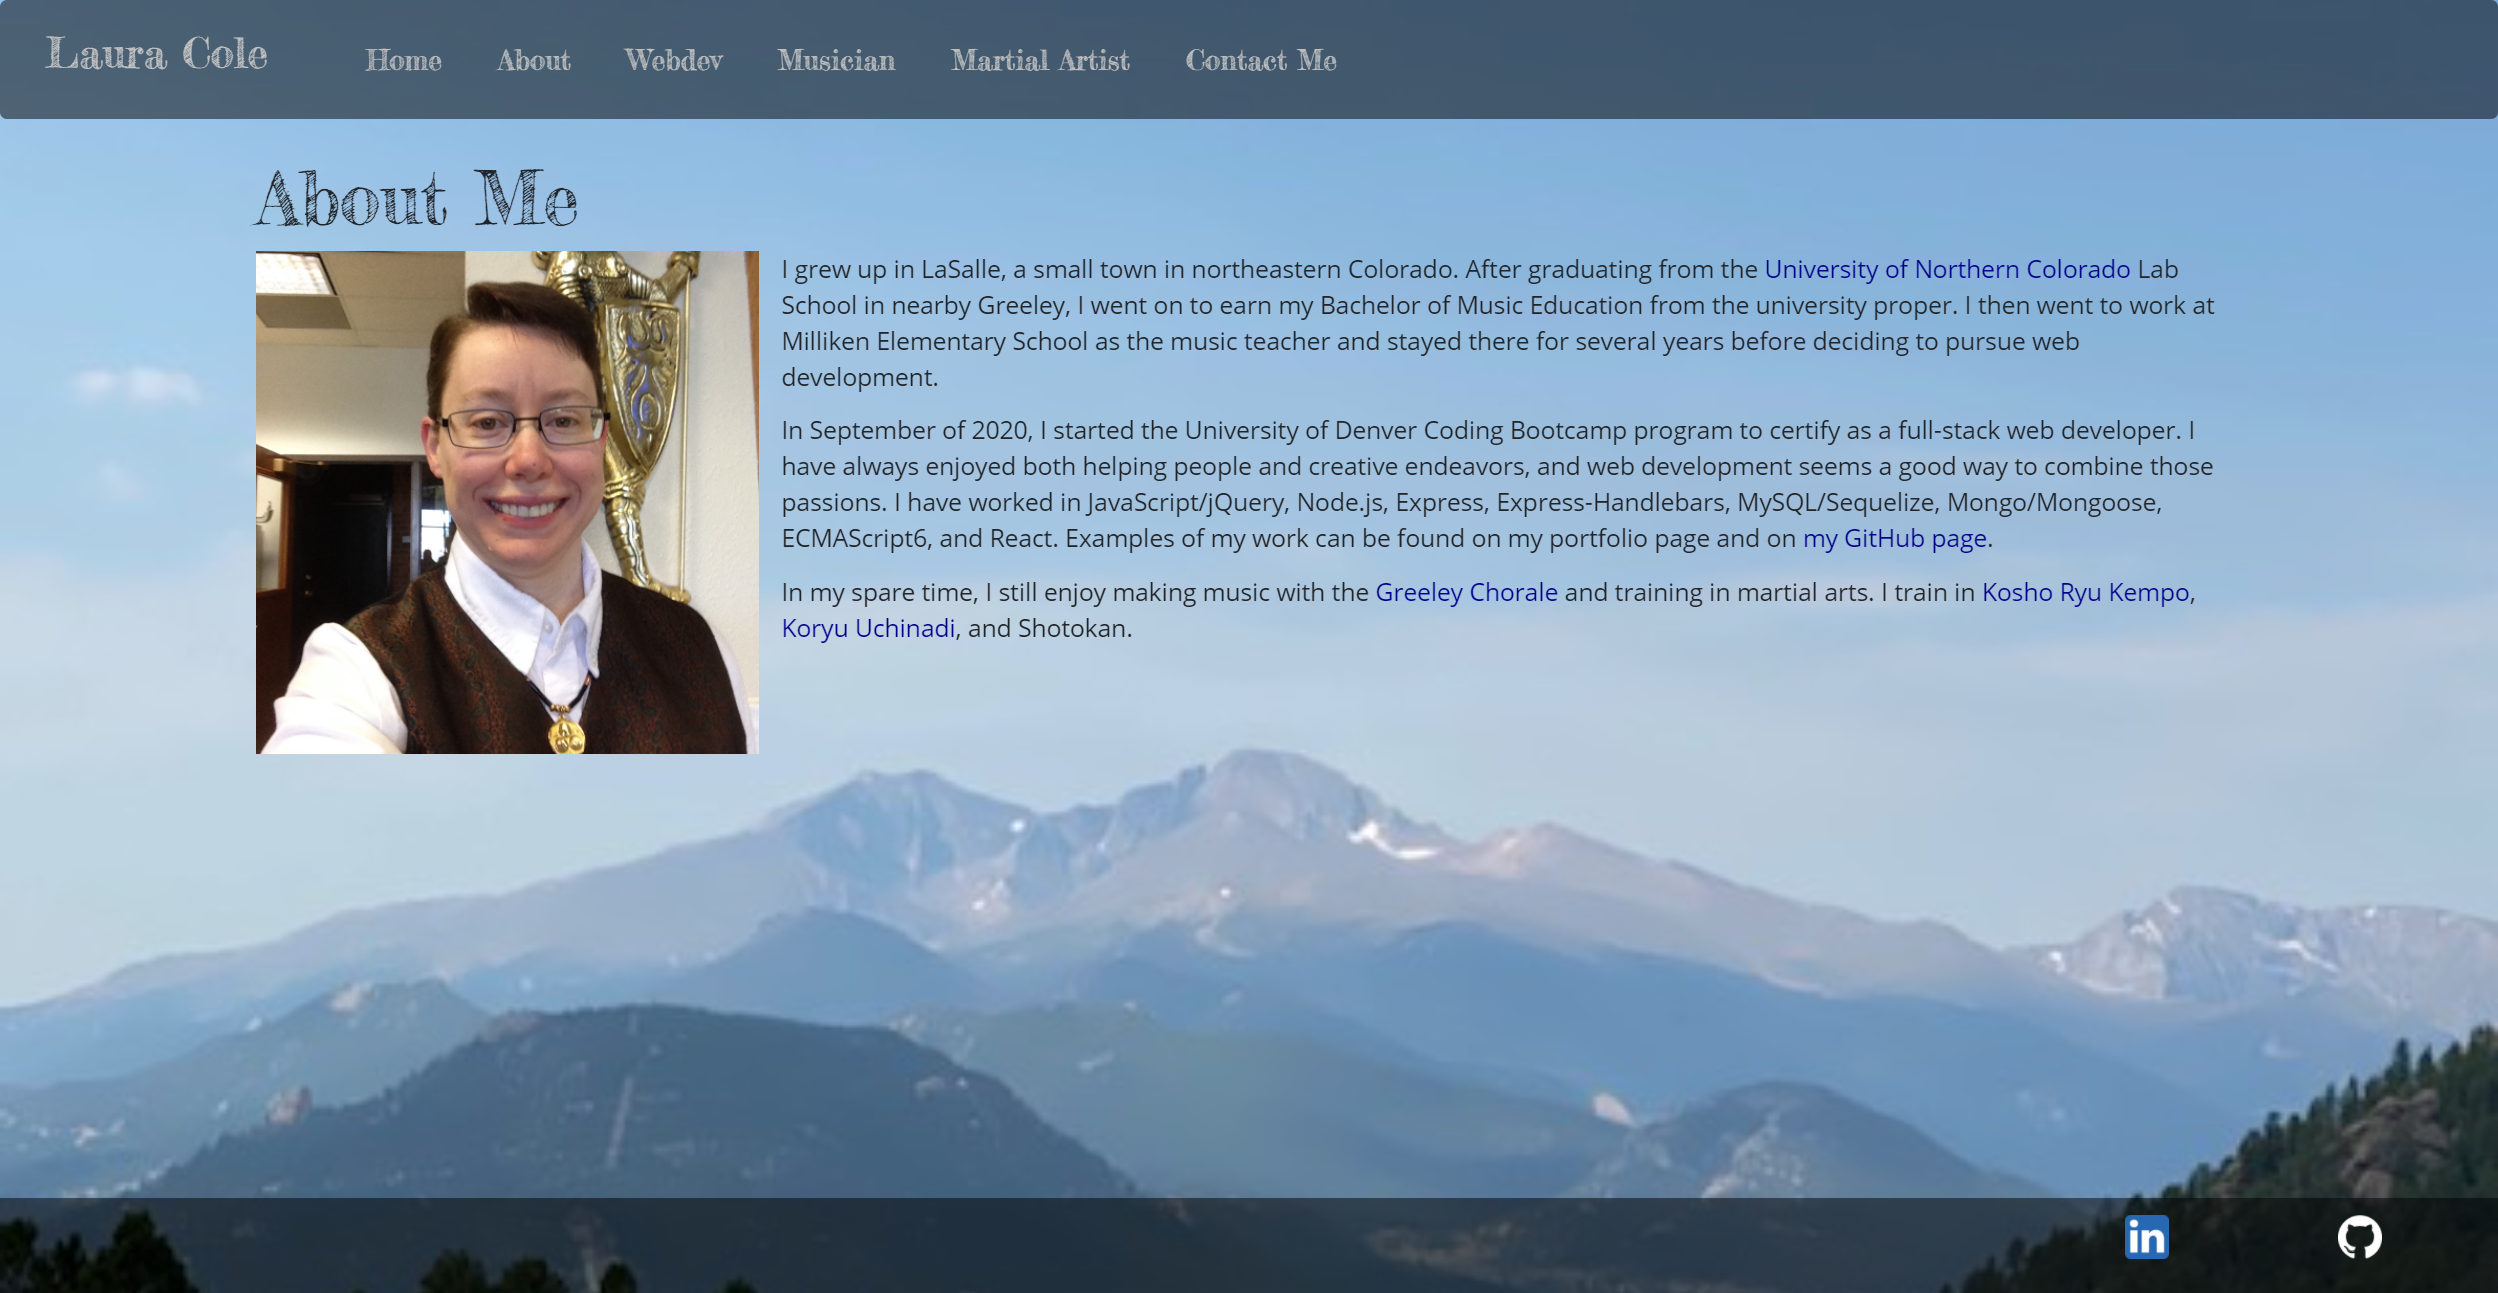 Laura Cole
Home
About
Webdev
Musician
Martial Artist
Contact Me
About Me
I grew up in LaSalle, a small town in northeastern Colorado. After graduating from the University of Northern Colorado Lab
School in nearby Greeley, I went on to earn my Bachelor of Music Education from the university proper. I then went to work at
Milliken Elementary School as the music teacher and stayed there for several years before deciding to pursue web
development.
In September of 2020, I started the University of Denver Coding Bootcamp program to certify as a full-stack web developer. I
have always enjoyed both helping people and creative endeavors, and web development seems a good way to combine those
passions. I have worked in JavaScript/jQuery, Node.js, Express, Express-Handlebars, MySQL/Sequelize, Mongo/Mongoose,
ECMAScript6, and React. Examples of my work can be found on my portfolio page and on my GitHub page.
In my spare time, I still enjoy making music with the Greeley Chorale and training in martial arts. I train in Kosho Ryu Kempo,
Koryu Uchinadi, and Shotokan.
in